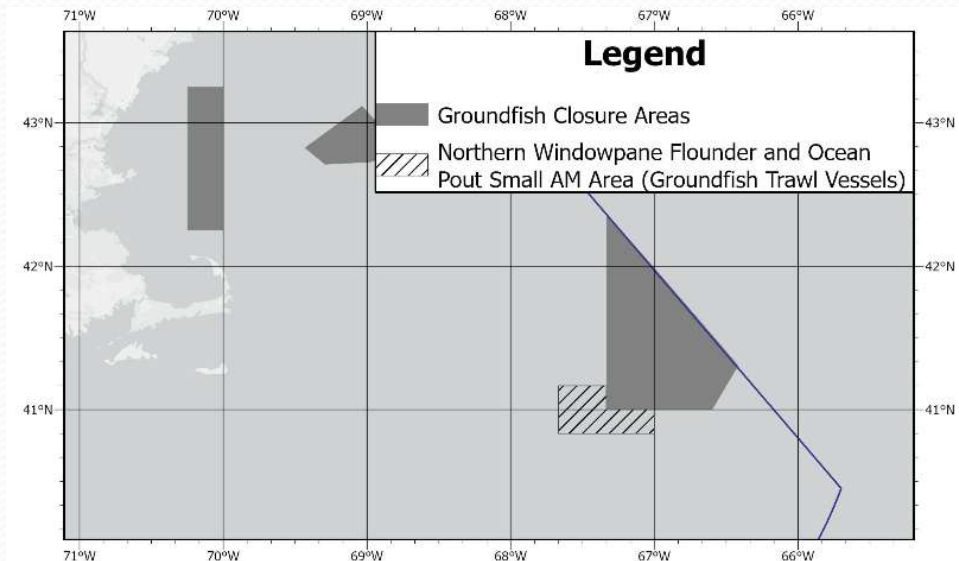 71°W 70°W 69°W 68°W 67°W 66°W
Legend
Groundfish Closure Areas
Northern Windowpane Flounder and Ocean
Pout Small AM Area (Groundfish Trawl Vessels)
43°N 43°N
42°N 42°N
41°N 41°N
71°W 70°W 69°W 68°W 67°W 66°W